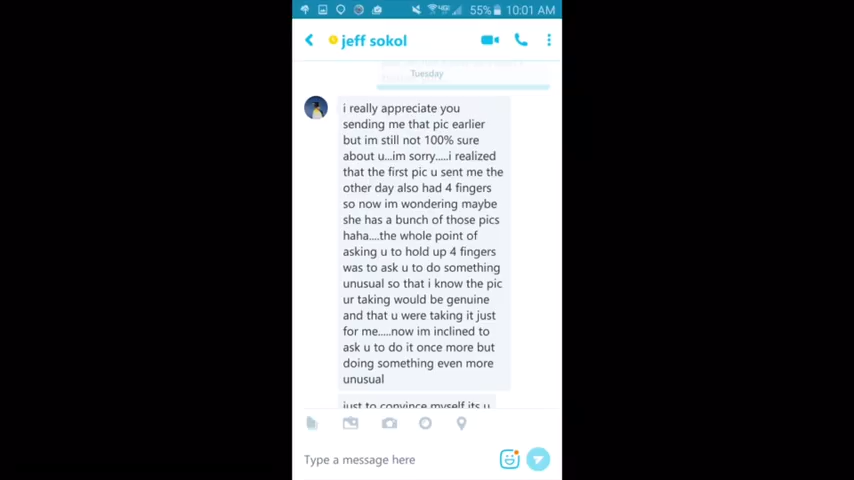 55% 10:01 AM
jeff sokol
Tuesday
i really appreciate you
sending me that pic earlier
but im still not 100% sure
about u...im sorry.....i realized
that the first pic u sent me the
other day also had 4 fingers
so now im wondering maybe
she has a bunch of those pics
haha....the whole point of
asking u to hold up 4 fingers
was to ask u to do something
unusual so that i know the pic
ur taking would be genuine
and that u were taking it just
for me.....now im inclined to
ask u to do it once more but
doing something even more
unusual
just to convince myself its u
Type a message here